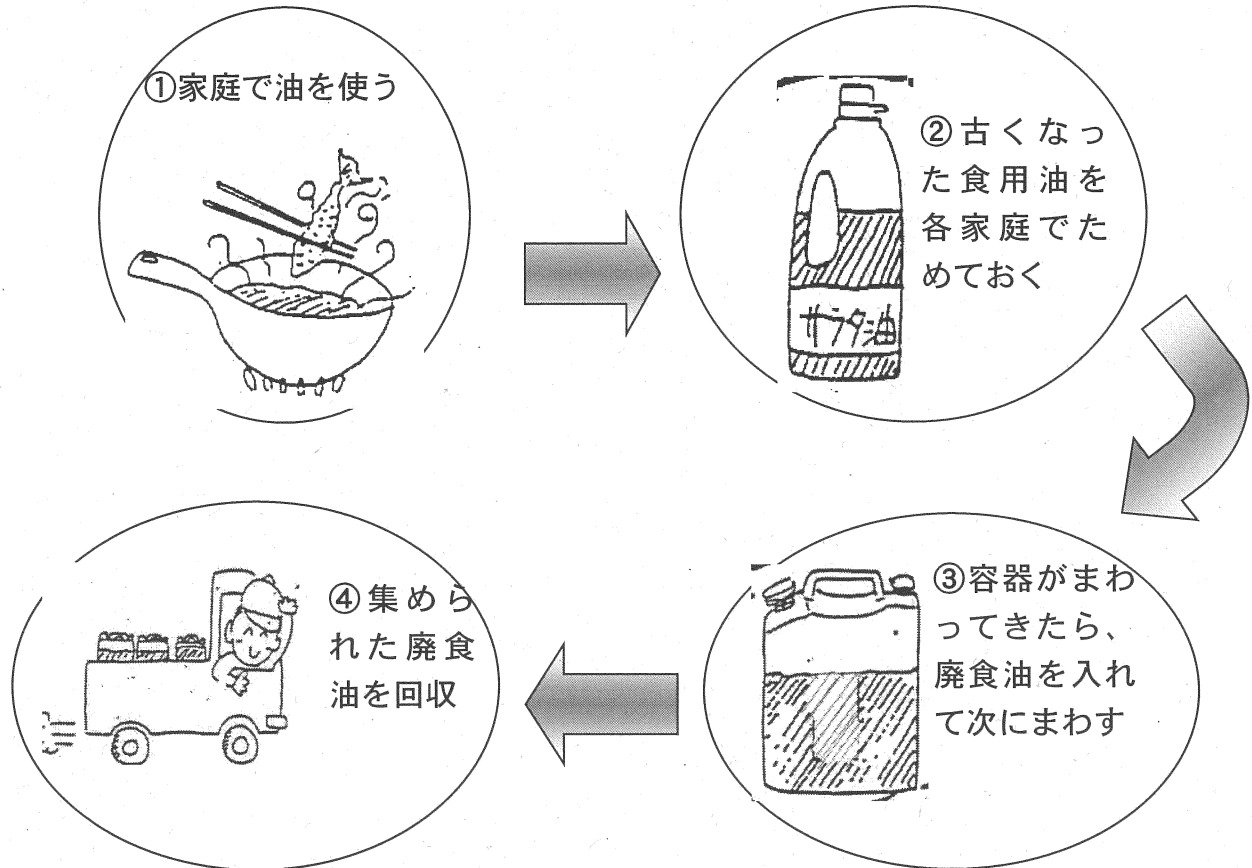 ①家庭で油を使う
②古くなっ
た食用油を
各家庭でた
めておく
サラダ油
③容器がまわ
ってきたら、
廃食油を入れ
て次にまわす
④集めら
れた廃食
油を回収